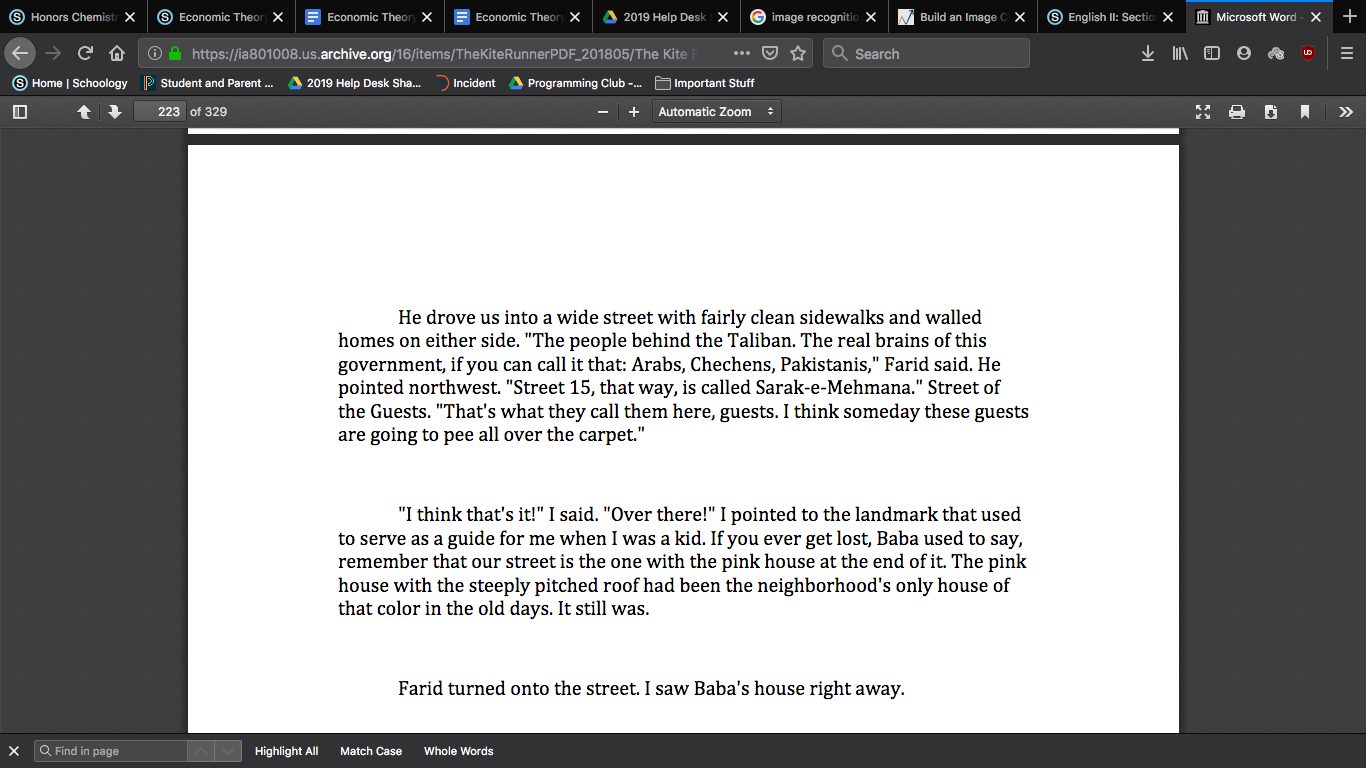 Honors Chemistr
Economic Theor
Economic Theor
Economic Theor
2019 Help Desk S
image recognitio
Build an Image C
English II: Sectio
Microsoft Word -
https://ia801008.us.archive.org/16/items/TheKiteRunnerPDF_201805/The Kite R
Search
Home | Schoology
Student and Parent ...
2019 Help Desk Sha...
Incident
Programming Club -...
Important Stuff
223 of 329
Automatic Zoom
He drove us into a wide street with fairly clean sidewalks and walled
homes on either side. "The people behind the Taliban. The real brains of this
government, if you can call it that: Arabs, Chechens, Pakistanis," Farid said. He
pointed northwest. "Street 15, that way, is called Sarak-e-Mehmana." Street of
the Guests. "That's what they call them here, guests. I think someday these guests
are going to pee all over the carpet."
"I think that's it!" I said. "Over there!" I pointed to the landmark that used
to serve as a guide for me when I was a kid. If you ever get lost, Baba used to say,
remember that our street is the one with the pink house at the end of it. The pink
house with the steeply pitched roof had been the neighborhood's only house of
that color in the old days. It still was.
Farid turned onto the street. I saw Baba's house right away.
Find in page
Highlight All
Match Case
Whole Words